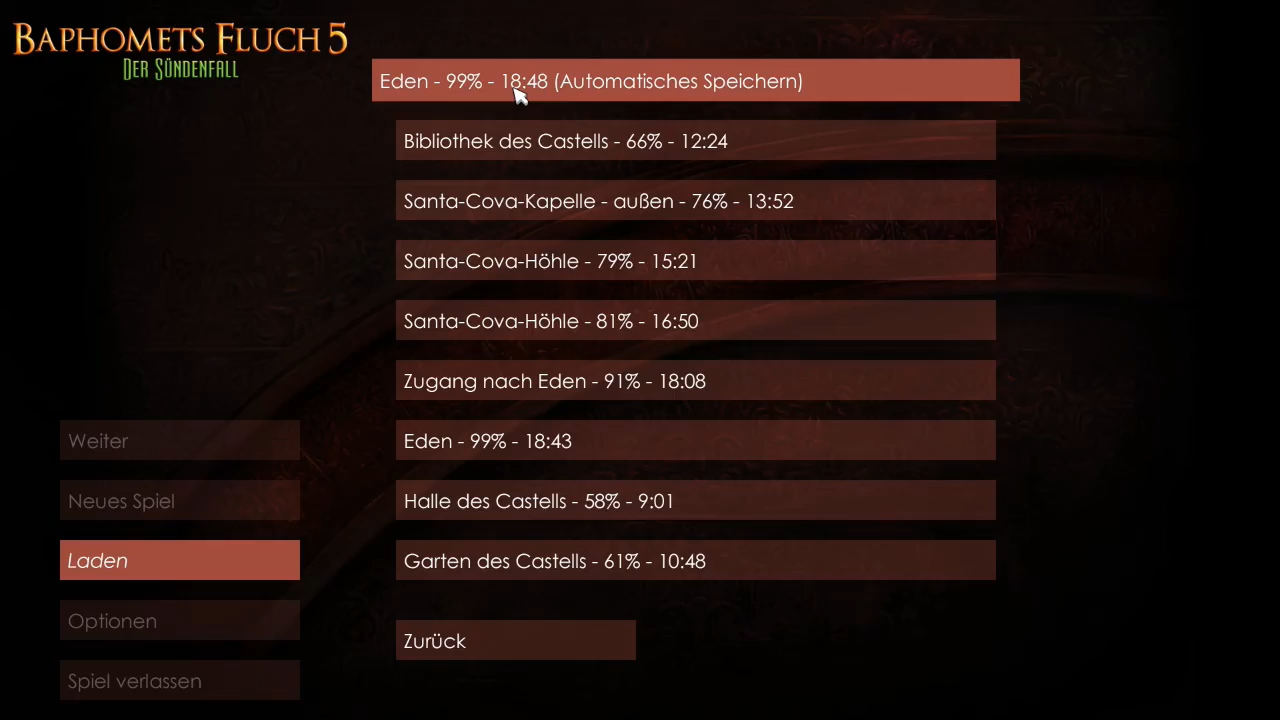 BAPHOMETS FLUCH 5
DER SÜNDENFALL
Eden - 99% - 18:48 (Automatisches Speichern)
Bibliothek des Castells - 66% - 12:24
Santa-Cova-Kapelle - außen - 76% - 13:52
Santa-Cova-Höhle - 79% - 15:21
Santa-Cova-Höhle - 81% - 16:50
Zugang nach Eden - 91% - 18:08
Eden - 99% - 18:43
Halle des Castells - 58% - 9:01
Garten des Castells - 61% - 10:48
Zurück
Weiter
Neues Spiel
Laden
Optionen
Spiel verlassen